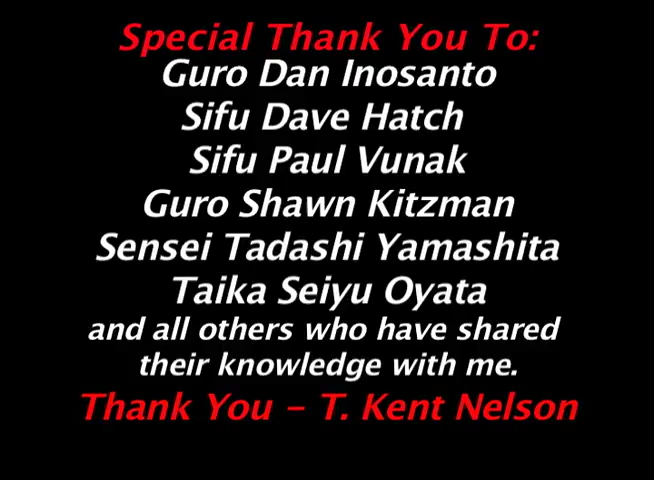 Special Thank You To:
Guro Dan Inosanto
Sifu Dave Hatch
Sifu Paul Vunak
Guro Shawn Kitzman
Sensei Tadashi Yamashita
Taika Seiyu Oyata
and all others who have shared
their knowledge with me.
Thank You - T. Kent Nelson